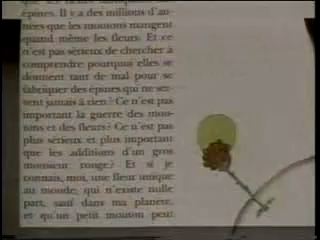 que les fleurs
épines. Il y a des millions d'an-
nées que les moutons mangent
quand même les fleurs. Et ce
n'est pas sérieux de chercher à
comprendre pourquoi elles se
donnent tant de mal pour se
fabriquer des épines qui ne ser-
vent jamais à rien? Ce n'est pas
important la guerre des mou-
tons et des fleurs? Ce n'est pas
plus sérieux et plus important
que les additions d'un gros
monsieur rouge? Et si je
connais, moi, une fleur unique
au monde, qui n'existe nulle
part, sauf dans ma planète,
et qu'un petit mouton peut